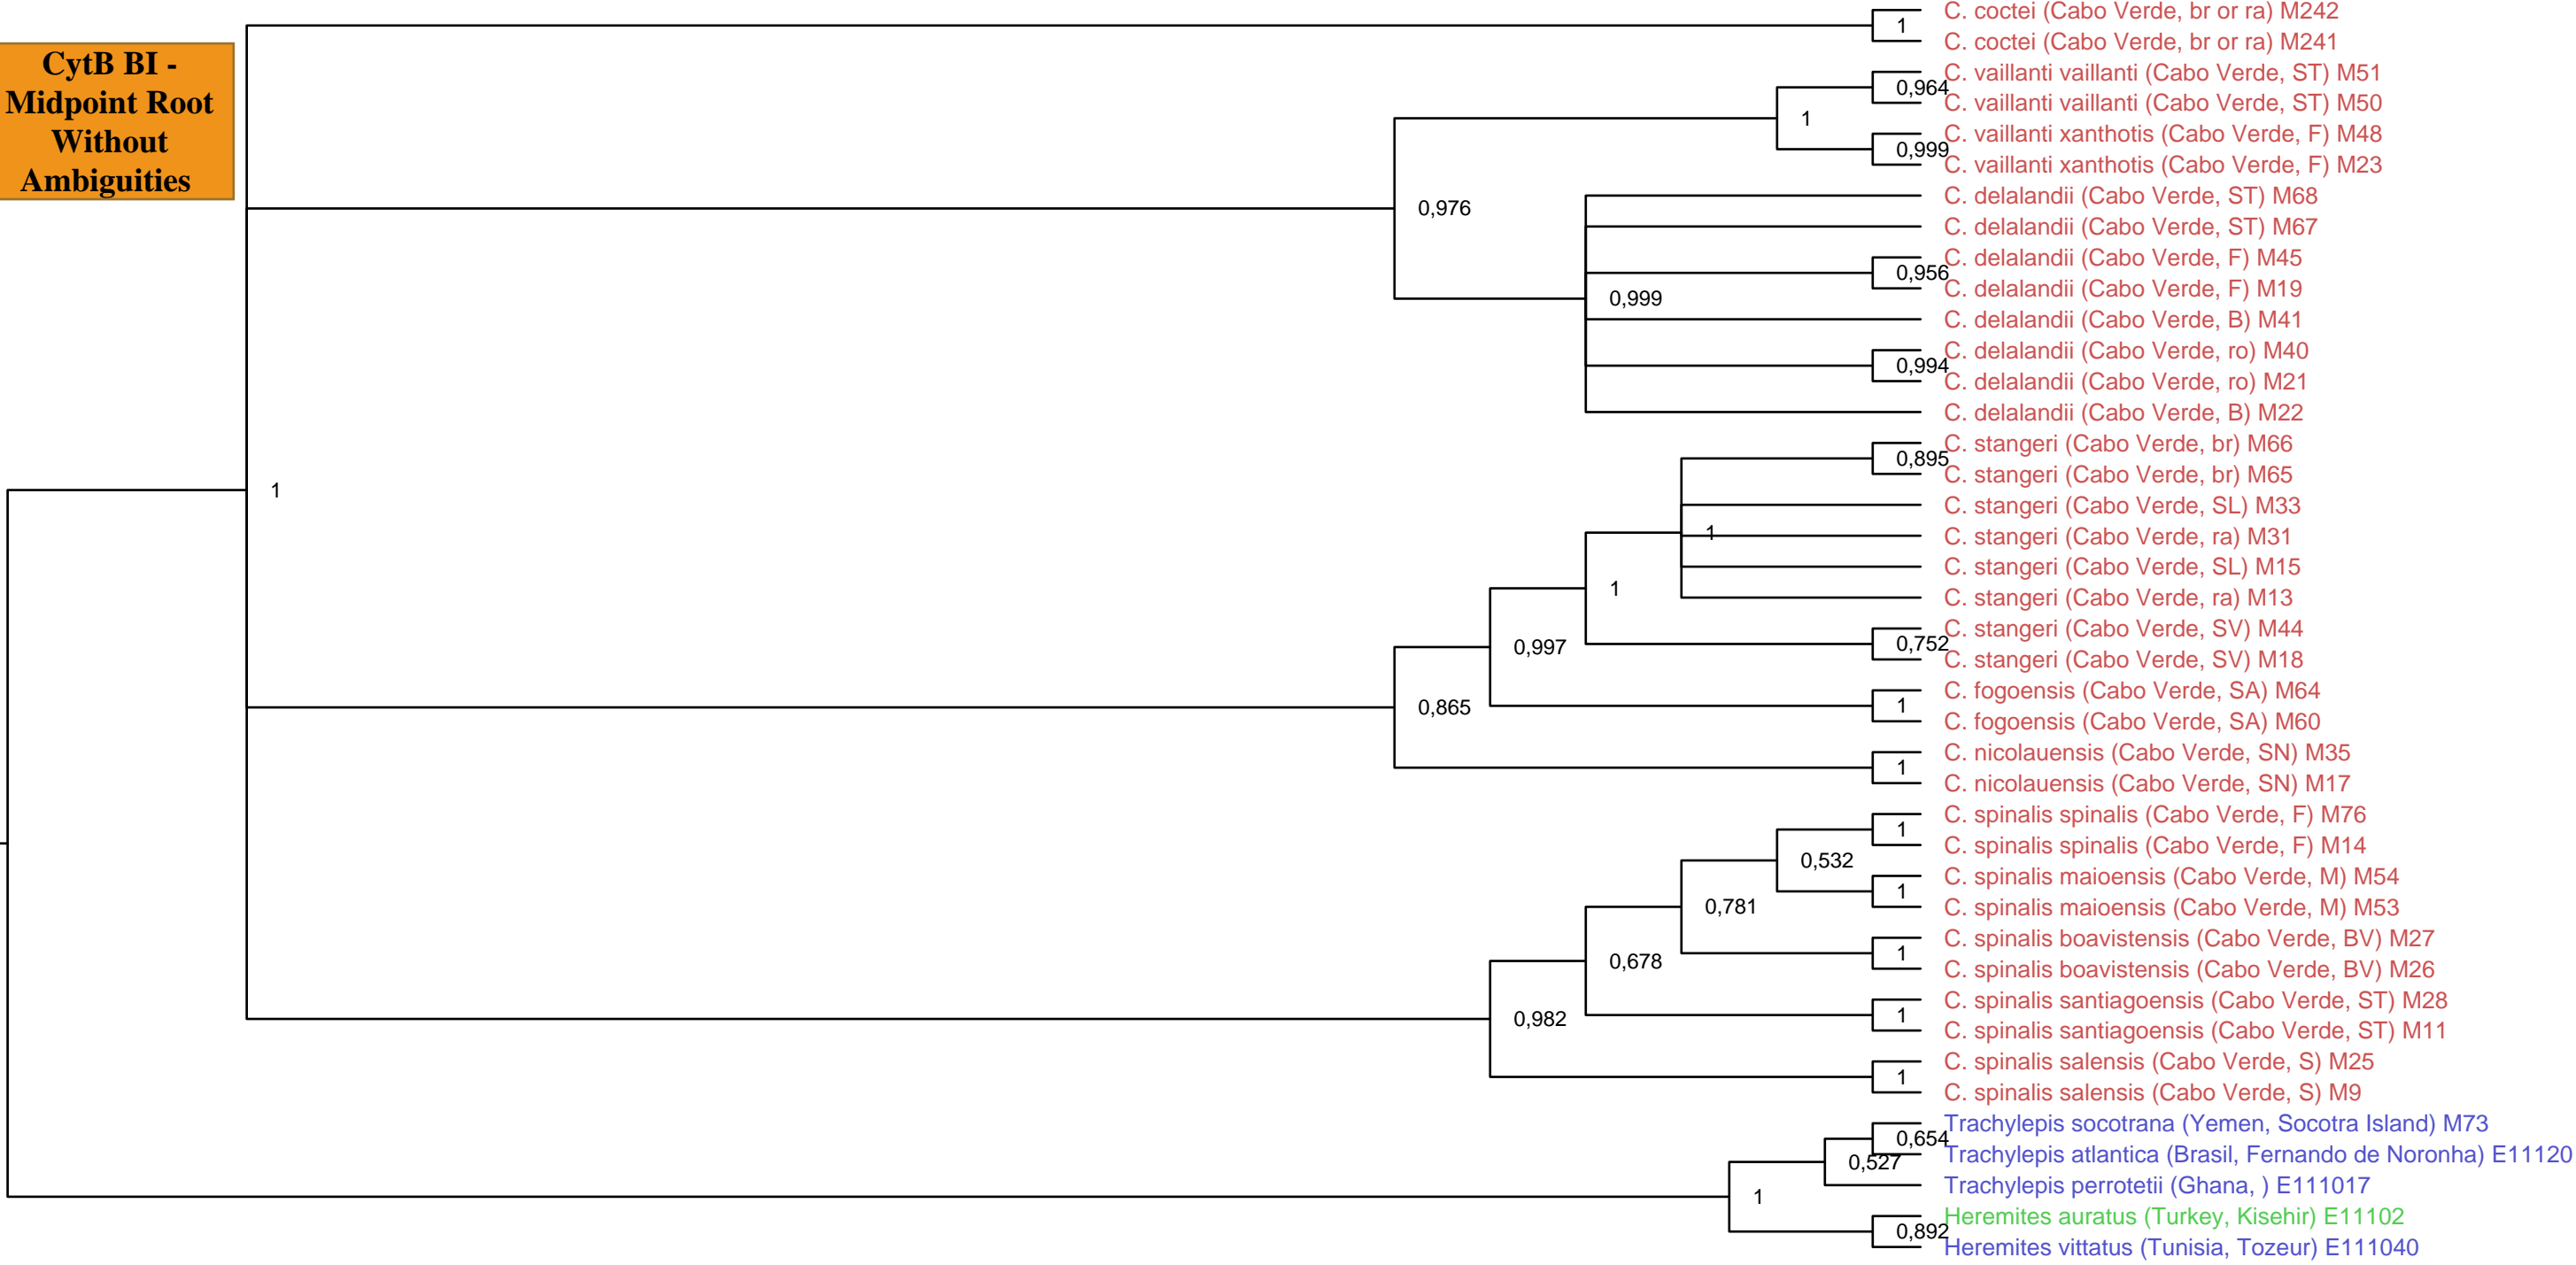 CytB BI -
Midpoint Root
Without
Ambiguities
C. coctei (Cabo Verde, br or ra) M242
1
C. coctei (Cabo Verde, br or ra) M241
C. vaillanti vaillanti (Cabo Verde, ST) M51
0,964
C. vaillanti vaillanti (Cabo Verde, ST) M50
1
C. vaillanti xanthotis (Cabo Verde, F) M48
0,999
C. vaillanti xanthotis (Cabo Verde, F) M23
0,976
C. delalandii (Cabo Verde, ST) M68
C. delalandii (Cabo Verde, ST) M67
C. delalandii (Cabo Verde, F) M45
0,956
C. delalandii (Cabo Verde, F) M19
0,999
C. delalandii (Cabo Verde, B) M41
C. delalandii (Cabo Verde, ro) M40
0,994
C. delalandii (Cabo Verde, ro) M21
C. delalandii (Cabo Verde, B) M22
C. stangeri (Cabo Verde, br) M66
0,895
C. stangeri (Cabo Verde, br) M65
1
C. stangeri (Cabo Verde, SL) M33
1
C. stangeri (Cabo Verde, ra) M31
C. stangeri (Cabo Verde, SL) M15
1
C. stangeri (Cabo Verde, ra) M13
C. stangeri (Cabo Verde, SV) M44
0,752
0,997
C. stangeri (Cabo Verde, SV) M18
C. fogoensis (Cabo Verde, SA) M64
1
0,865
C. fogoensis (Cabo Verde, SA) M60
C. nicolauensis (Cabo Verde, SN) M35
1
C. nicolauensis (Cabo Verde, SN) M17
C. spinalis spinalis (Cabo Verde, F) M76
1
C. spinalis spinalis (Cabo Verde, F) M14
0,532
C. spinalis maioensis (Cabo Verde, M) M54
1
C. spinalis maioensis (Cabo Verde, M) M53
0,781
C. spinalis boavistensis (Cabo Verde, BV) M27
1
0,678
C. spinalis boavistensis (Cabo Verde, BV) M26
C. spinalis santiagoensis (Cabo Verde, ST) M28
1
0,982
C. spinalis santiagoensis (Cabo Verde, ST) M11
C. spinalis salensis (Cabo Verde, S) M25
1
C. spinalis salensis (Cabo Verde, S) M9
Trachylepis socotrana (Yemen, Socotra Island) M73
0,654
Trachylepis atlantica (Brasil, Fernando de Noronha) E11120
0,527
Trachylepis perrotetii (Ghana, ) E111017
1
Heremites auratus (Turkey, Kisehir) E11102
0,892
Heremites vittatus (Tunisia, Tozeur) E111040